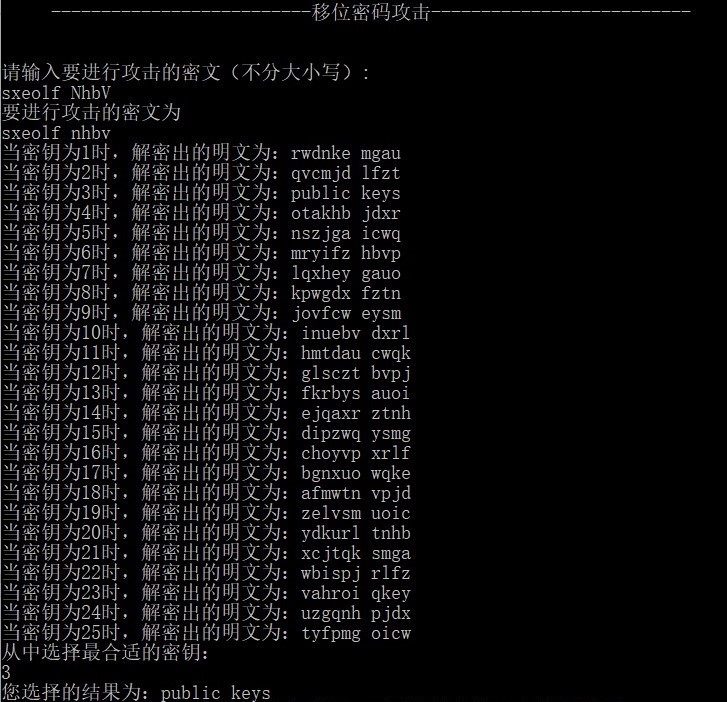 --------------------------移位密码攻击--------------------------
请输入要进行攻击的密文（不分大小写）:
sxeolf NhbV
要进行攻击的密文为
sxeolf nhbv
当密钥为1时，解密出的明文为：rwdnke mgau
当密钥为2时，解密出的明文为：qvcmjd lfzt
当密钥为3时，解密出的明文为：public keys
当密钥为4时，解密出的明文为：otakhb jdxr
当密钥为5时，解密出的明文为：nszjga icwq
当密钥为6时，解密出的明文为：mryifz hbvp
当密钥为7时，解密出的明文为：lqxhey gauo
当密钥为8时，解密出的明文为：kpwgdx fztn
当密钥为9时，解密出的明文为：jovfcw eysm
当密钥为10时，解密出的明文为：inuebv dxrl
当密钥为11时，解密出的明文为：hmtdau cwqk
当密钥为12时，解密出的明文为：glsczt bvpj
当密钥为13时，解密出的明文为：fkrbys auoi
当密钥为14时，解密出的明文为：ejqaxr ztnh
当密钥为15时，解密出的明文为：dipzwq ysmg
当密钥为16时，解密出的明文为：choyvp xrlf
当密钥为17时，解密出的明文为：bgnxuo wqke
当密钥为18时，解密出的明文为：afmwtn vpjd
当密钥为19时，解密出的明文为：zelvsm uoic
当密钥为20时，解密出的明文为：ydkurl tnhb
当密钥为21时，解密出的明文为：xcjtqk smga
当密钥为22时，解密出的明文为：wbispj rlfz
当密钥为23时，解密出的明文为：vahroi qkey
当密钥为24时，解密出的明文为：uzgqnh pjdx
当密钥为25时，解密出的明文为：tyfpmg oicw
从中选择最合适的密钥：
3
您选择的结果为：public keys